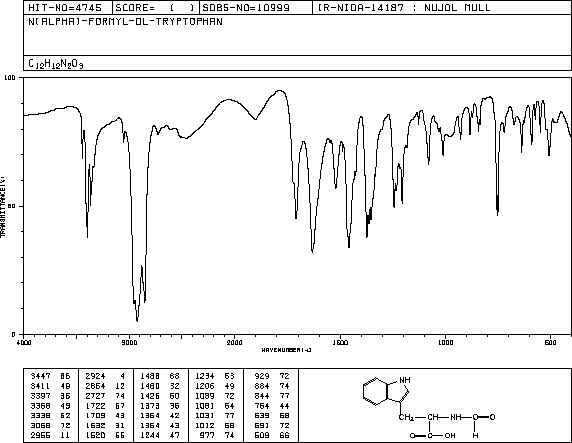 HIT-NO=4745 SCORE= ( ) SDBS-NO=10999 IR-NIDA-14187 : NUJOL MULL
N(ALPHA)-FORMYL-DL-TRYPTOPHAN
C12H12N2O3
100
50
0
TRANSMITTANCE(%)
4000 3000 2000 1500 1000 500
WAVENUMBER(-1)
3447 86 2924 4 1488 68 1234 53 929 72
3411 48 2854 12 1460 32 1206 49 884 74
3397 36 2727 74 1426 60 1089 72 844 77
3368 49 1722 67 1373 36 1081 64 764 44
3338 62 1709 43 1364 42 1031 77 639 68
3068 72 1632 31 1354 43 1012 68 691 72
2955 11 1520 55 1244 47 977 74 509 66
NH
CH2 NH O
O OH H